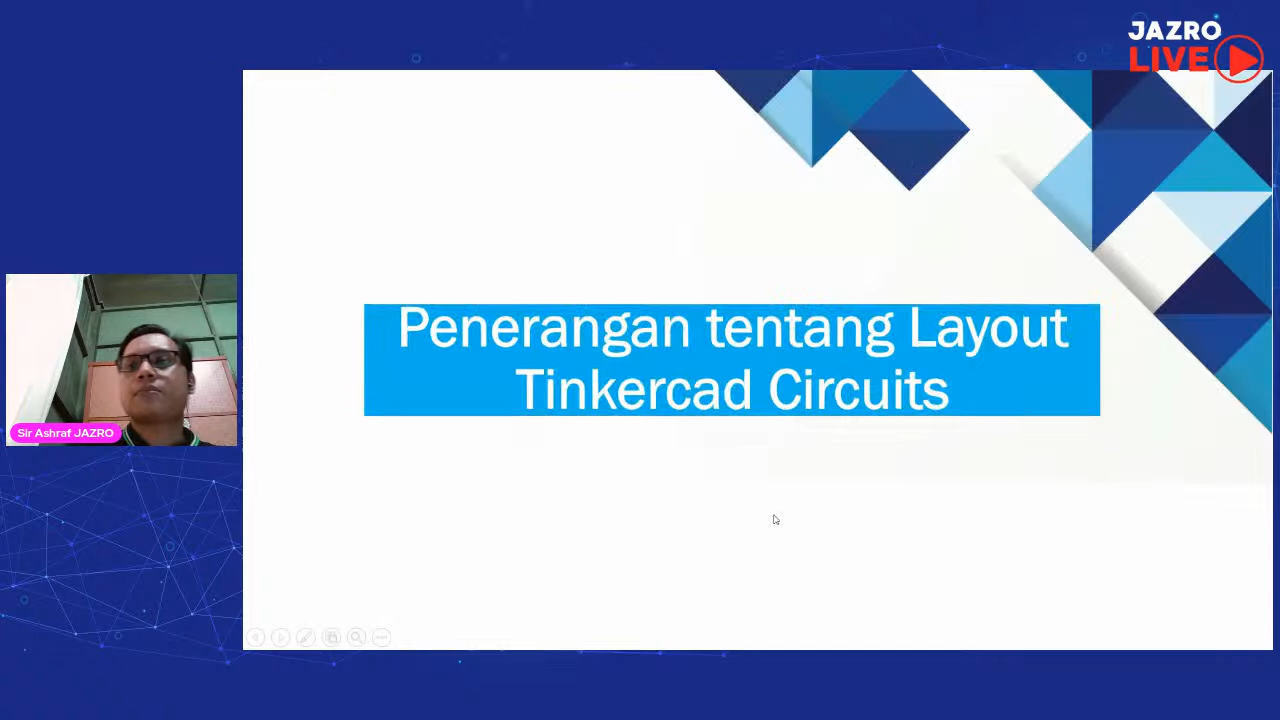 JAZRO
LIVE
Penerangan tentang Layout
Tinkercad Circuits
Sir Ashraf JAZRO